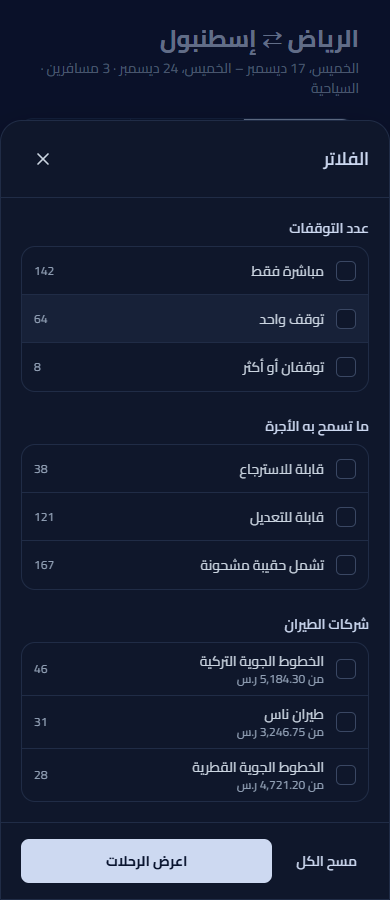 الرياض ⇄ إسطنبول
الخميس، 17 ديسمبر – الخميس، 24 ديسمبر · 3 مسافرين ·
السياحية
الفلاتر
عدد التوقفات
مباشرة فقط 142
توقف واحد 64
توقفان أو أكثر 8
ما تسمح به الأجرة
قابلة للاسترجاع 38
قابلة للتعديل 121
تشمل حقيبة مشحونة 167
شركات الطيران
الخطوط الجوية التركية 46
من 5,184.30 ر.س
طيران ناس 31
من 3,246.75 ر.س
الخطوط الجوية القطرية 28
من 4,721.20 ر.س
مسح الكل
اعرض الرحلات